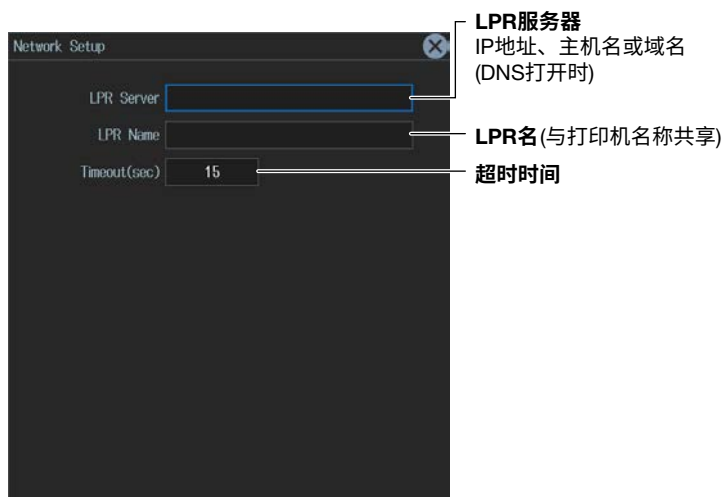 Network Setup
LPR Server
LPR Name
Timeout(sec)
15
LPR服务器
IP地址、主机名或域名
(DNS打开时)
LPR名(与打印机名称共享)
超时时间